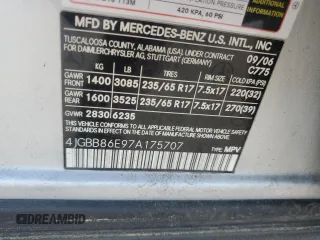 420 KPA, 60 PSI
MFD BY MERCEDES-BENZ U.S. INTL., INC
TUSCALOOSA COUNTY, ALABAMA (USA) UNDER CONTRACT 09/06
FOR DAIMLERCHRYSLER AG, STUTTGART (GERMANY) C775
KG LB TIRE SIZE RIM SIZE COLD KPA (PSI)
GAWR FRONT 1400 3085 235/65 R17 7.5x17 220(32)
GAWR REAR 1600 3525 235/65 R17 7.5x17 270(39)
GVWR 2830 6235
THIS VEHICLE CONFORMS TO ALL APPLICABLE U.S. FEDERAL MOTOR
VEHICLE SAFETY STANDARDS IN EFFECT ON THE DATE OF MANUFACTURE SHOWN ABOVE
4JGBB86E97A175707
TYPE: MPV
DREAMBID